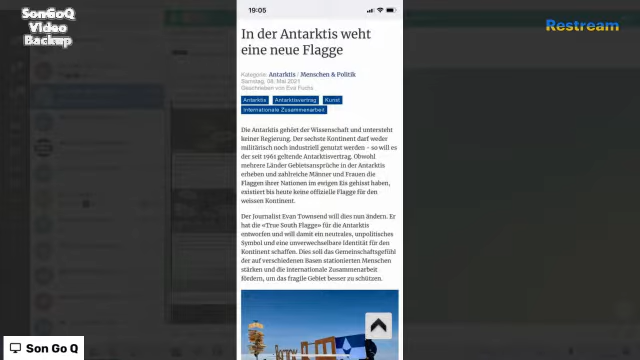 SonGoQ
Video
Backup
19:05
Restream
In der Antarktis weht
eine neue Flagge
Kategorie: Antarktis / Menschen & Politik
Samstag, 08. Mai 2021
Geschrieben von Eva Fuchs
Antarktis Antarktisvertrag Kunst
Internationale Zusammenarbeit
Die Antarktis gehört der Wissenschaft und untersteht
keiner Regierung. Der sechste Kontinent darf weder
militärisch noch industriell genutzt werden - so will es
der seit 1961 geltende Antarktisvertrag. Obwohl
mehrere Länder Gebietsansprüche in der Antarktis
erheben und zahlreiche Männer und Frauen die
Flaggen ihrer Nationen im ewigen Eis gehisst haben,
existiert bis heute keine offizielle Flagge für den
weissen Kontinent.
Der Journalist Evan Townsend will dies nun ändern. Er
hat die «True South Flagge» für die Antarktis
entworfen und will damit ein neutrales, unpolitisches
Symbol und eine unverwechselbare Identität für den
Kontinent schaffen. Dies soll das Gemeinschaftsgefühl
der auf verschiedenen Basen stationierten Menschen
stärken und die internationale Zusammenarbeit
fördern, um das fragile Gebiet besser zu schützen.
Son Go Q